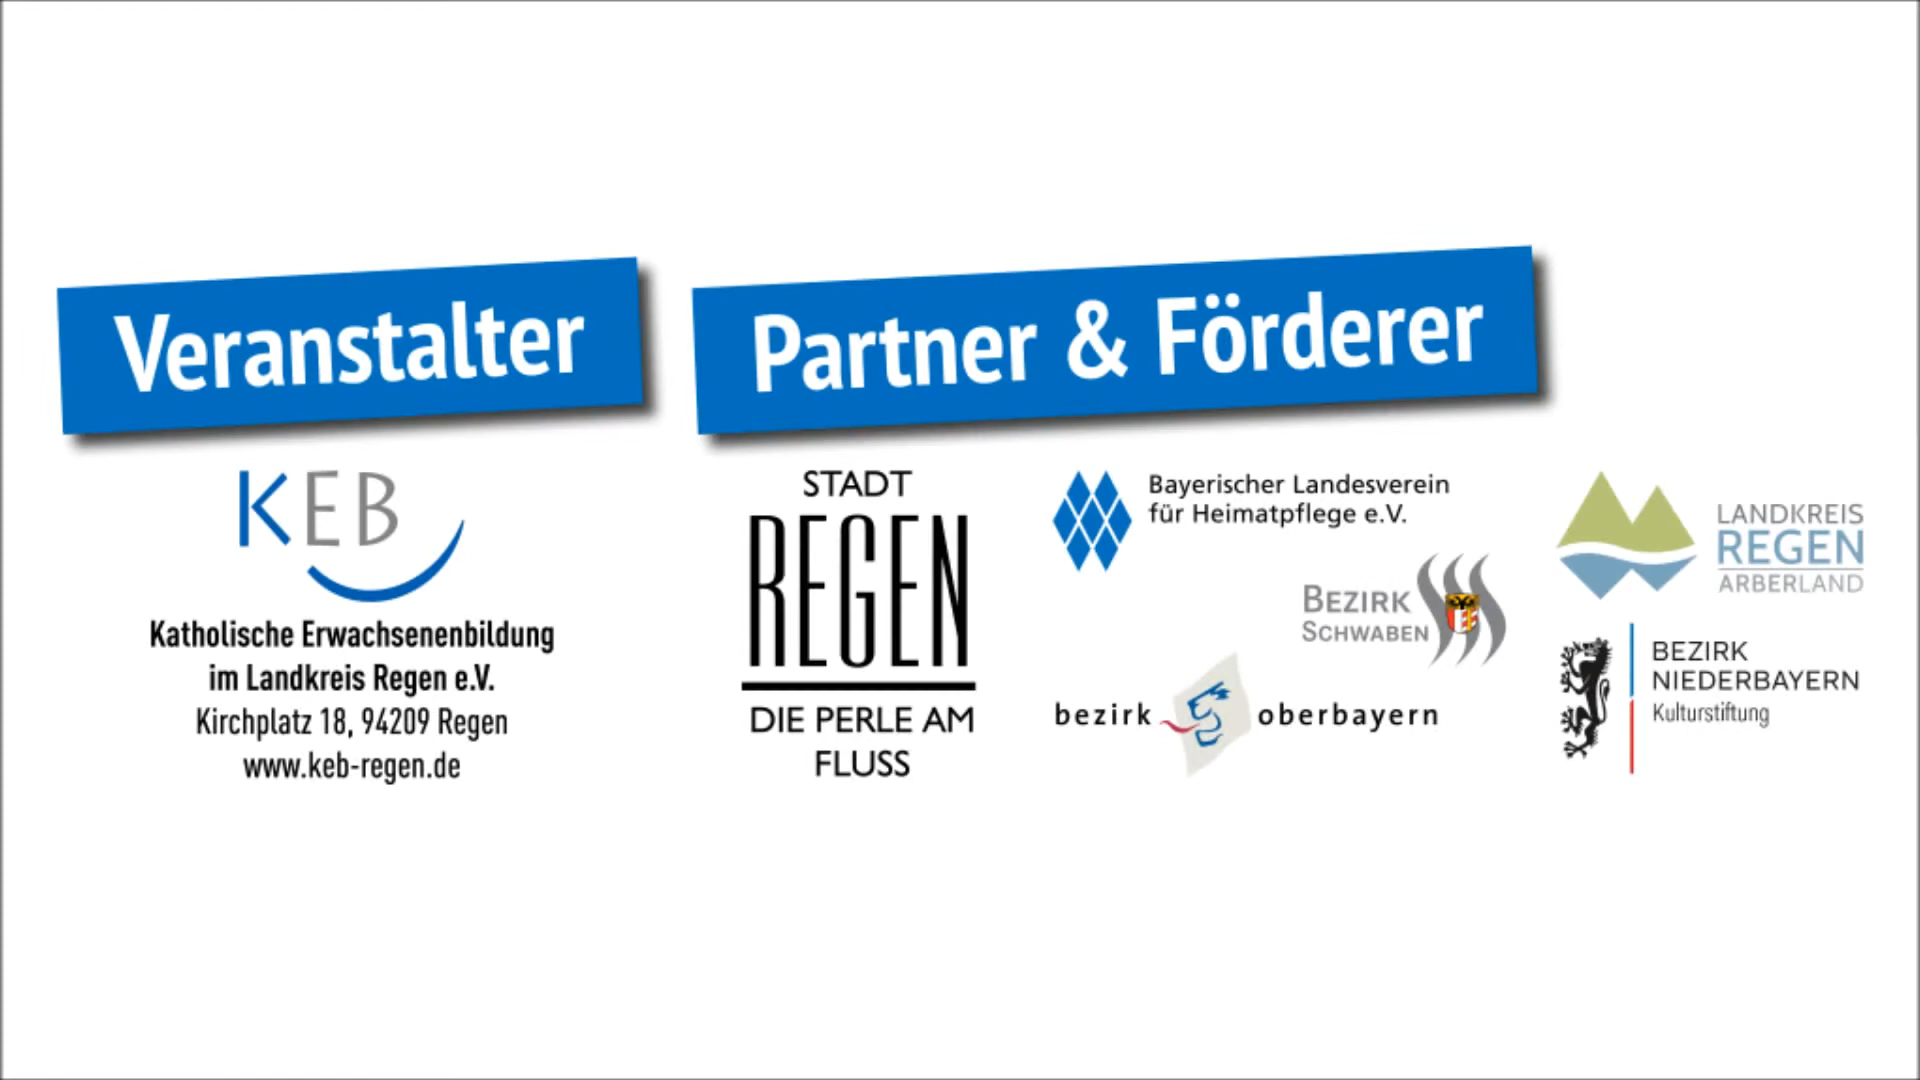 Veranstalter
Partner & Förderer
KEB
Katholische Erwachsenenbildung
im Landkreis Regen e.V.
Kirchplatz 18, 94209 Regen
www.keb-regen.de
STADT
REGEN
DIE PERLE AM
FLUSS
Bayerischer Landesverein
für Heimatpflege e.V.
BEZIRK
SCHWABEN
bezirk oberbayern
LANDKREIS
REGEN
ARBERLAND
BEZIRK
NIEDERBAYERN
Kulturstiftung